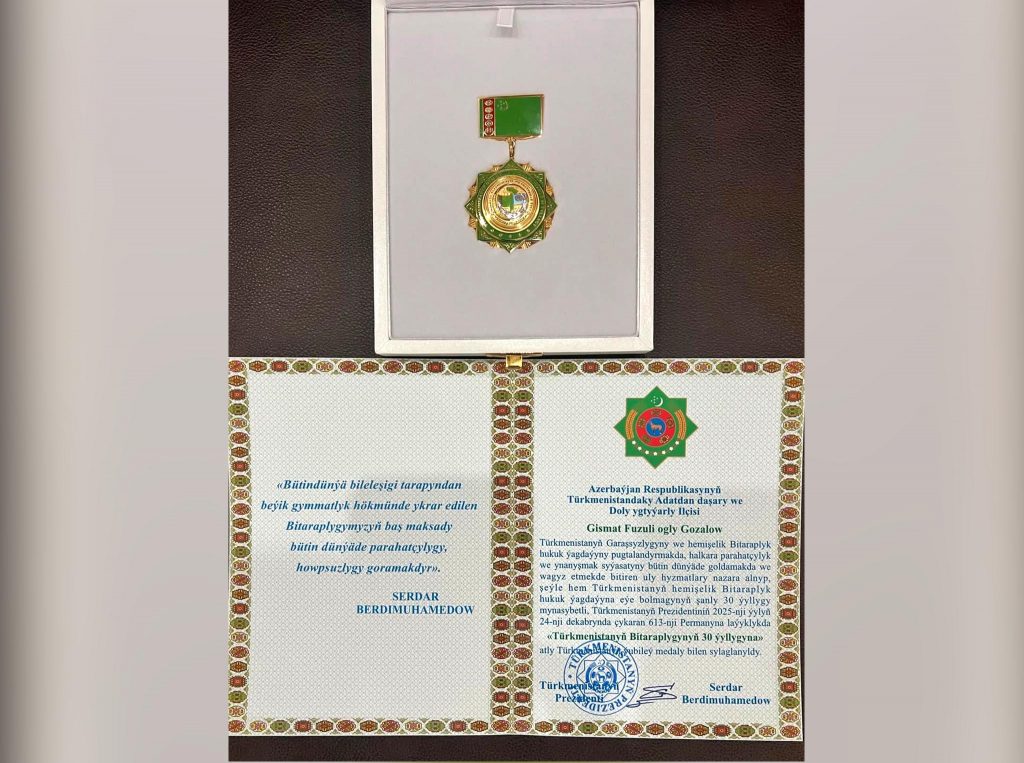 «Bütindünýä bileleşigi tarapyndan
beýik gymmatlyk hökmünde ykrar edilen
Bitaraplygymyzyň baş maksady
bütin dünýäde parahatçylygy,
howpsuzlygy goramakdyr».
SERDAR
BERDIMUHAMEDOW
Azerbaýjan Respublikasynyň
Türkmenistandaky Adatdan daşary we
Doly ygtyýarly Ilçisi
Gismat Fuzuli ogly Gozalow
Türkmenistanyň Garaşsyzlygyny we hemişelik Bitaraplyk
hukuk ýagdaýyny pugtalandyrmakda, halkara parahatçylyk
we ynanyşmak syýasatyny bütin dünýäde goldamakda we
wagyz etmekde bitiren uly hyzmatlary nazara alnyp,
şeýle hem Türkmenistanyň hemişelik Bitaraplyk
hukuk ýagdaýyna eýe bolmagynyň şanly 30 ýyllygy
mynasybetli, Türkmenistanyň Prezidentiniň 2025-nji ýylyň
24-nji dekabrynda çykaran 613-nji Permanyna laýyklykda
«Türkmenistanyň Bitaraplygynyň 30 ýyllygyna»
atly Türkmenistanyň ýubileý medaly bilen sylaglanyldy.
TÜRKMENISTANYŇ PREZIDENTI
Türkmenistanyň
Prezidenti
Serdar
Berdimuhamedow